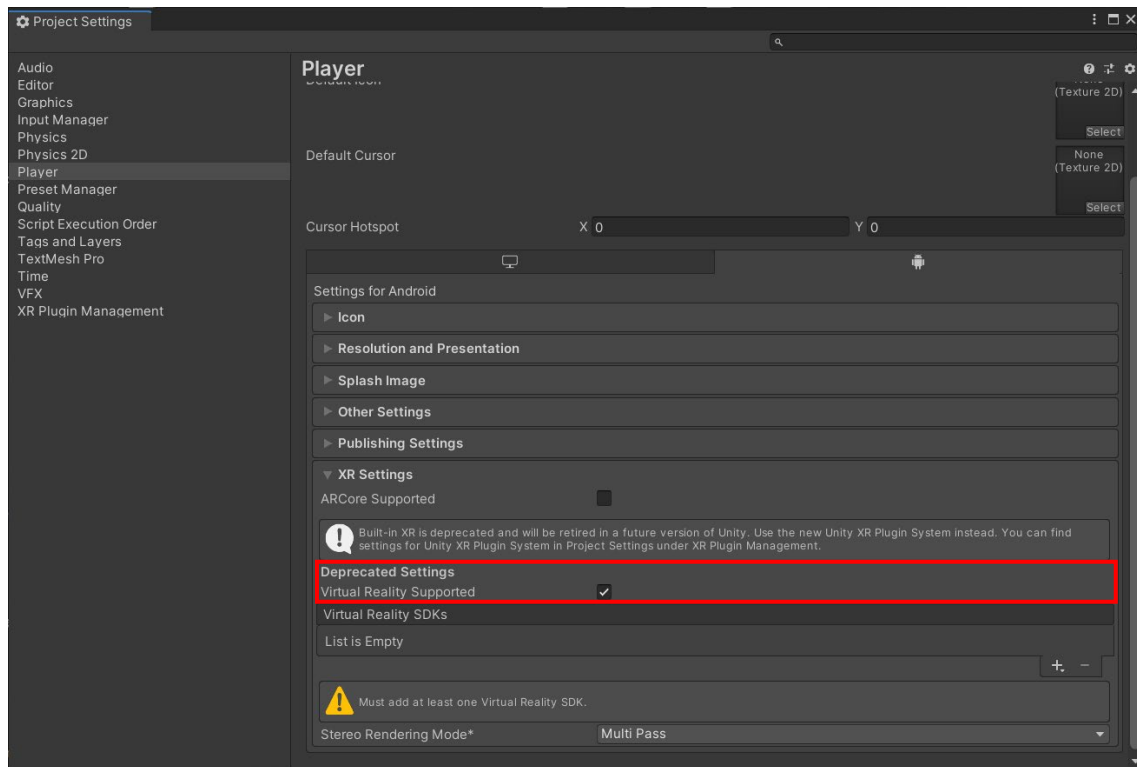 Project Settings
Audio
Editor
Graphics
Input Manager
Physics
Physics 2D
Player
Preset Manager
Quality
Script Execution Order
Tags and Layers
TextMesh Pro
Time
VFX
XR Plugin Management
Player
(Texture 2D)
Select
Default Cursor
None
(Texture 2D)
Select
Cursor Hotspot X 0 Y 0
Settings for Android
Icon
Resolution and Presentation
Splash Image
Other Settings
Publishing Settings
XR Settings
ARCore Supported
Built-in XR is deprecated and will be retired in a future version of Unity. Use the new Unity XR Plugin System instead. You can find
settings for Unity XR Plugin System in Project Settings under XR Plugin Management.
Deprecated Settings
Virtual Reality Supported
Virtual Reality SDKs
List is Empty
Must add at least one Virtual Reality SDK.
Stereo Rendering Mode* Multi Pass